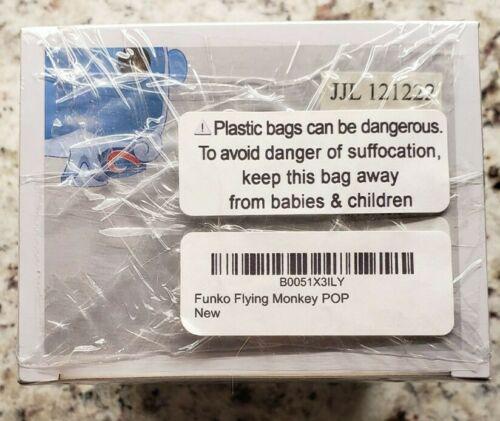 JJL 121222
⚠ Plastic bags can be dangerous.
To avoid danger of suffocation,
keep this bag away
from babies & children
B0051X3ILY
Funko Flying Monkey POP
New